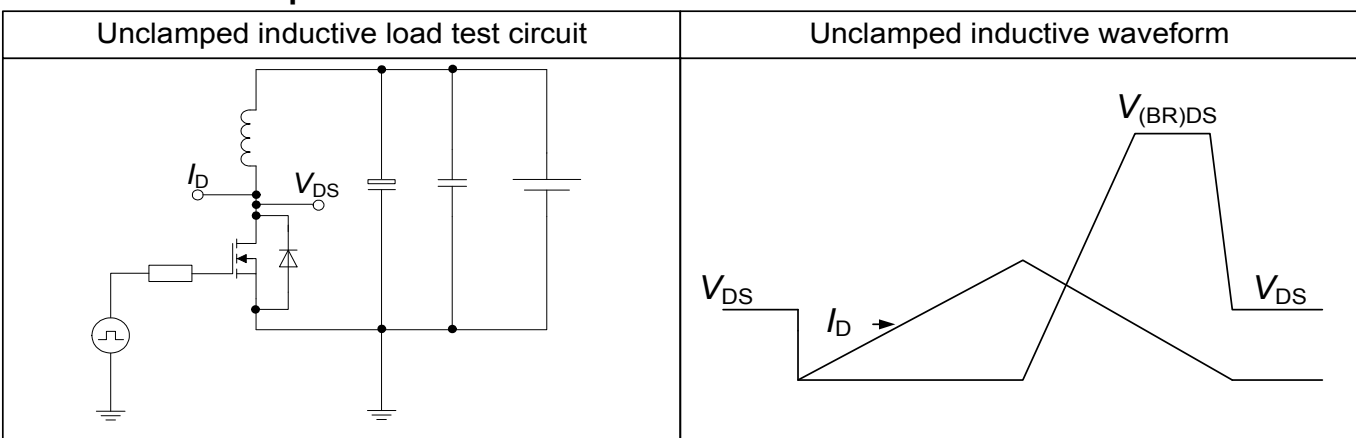 Unclamped inductive load test circuit
Unclamped inductive waveform
V(BR)DS
ID
VDS
VDS
ID
VDS